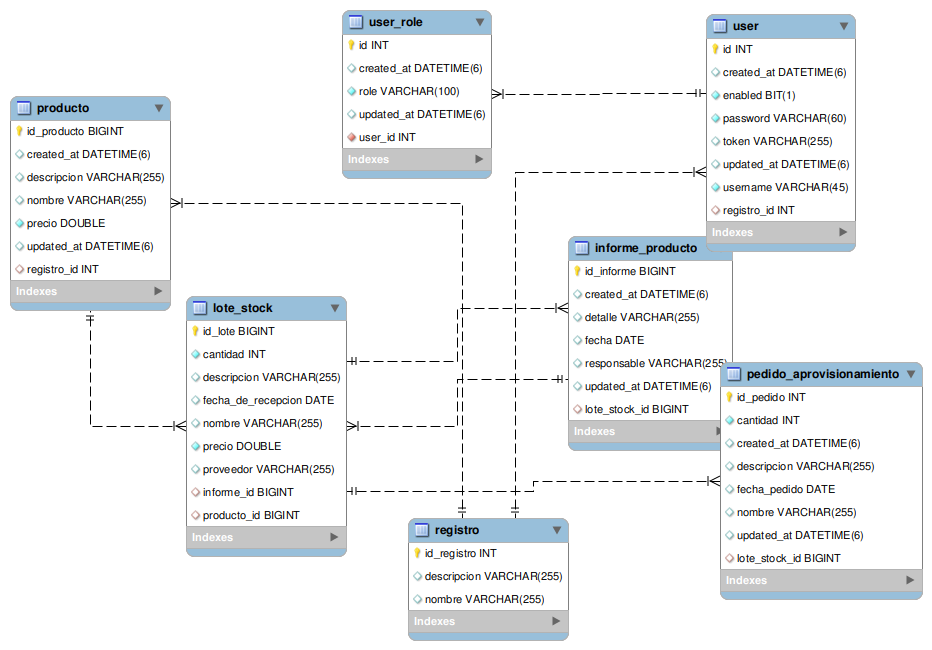 user_role
id INT
created_at DATETIME(6)
role VARCHAR(100)
updated_at DATETIME(6)
user_id INT
Indexes
user
id INT
created_at DATETIME(6)
enabled BIT(1)
password VARCHAR(60)
token VARCHAR(255)
updated_at DATETIME(6)
username VARCHAR(45)
registro_id INT
Indexes
producto
id_producto BIGINT
created_at DATETIME(6)
descripcion VARCHAR(255)
nombre VARCHAR(255)
precio DOUBLE
updated_at DATETIME(6)
registro_id INT
Indexes
informe_producto
id_informe BIGINT
created_at DATETIME(6)
detalle VARCHAR(255)
fecha DATE
responsable VARCHAR(255)
updated_at DATETIME(6)
lote_stock_id BIGINT
Indexes
lote_stock
id_lote BIGINT
cantidad INT
descripcion VARCHAR(255)
fecha_de_recepcion DATE
nombre VARCHAR(255)
precio DOUBLE
proveedor VARCHAR(255)
informe_id BIGINT
producto_id BIGINT
Indexes
pedido_aprovisionamiento
id_pedido INT
cantidad INT
created_at DATETIME(6)
descripcion VARCHAR(255)
fecha_pedido DATE
nombre VARCHAR(255)
updated_at DATETIME(6)
lote_stock_id BIGINT
Indexes
registro
id_registro INT
descripcion VARCHAR(255)
nombre VARCHAR(255)
Indexes